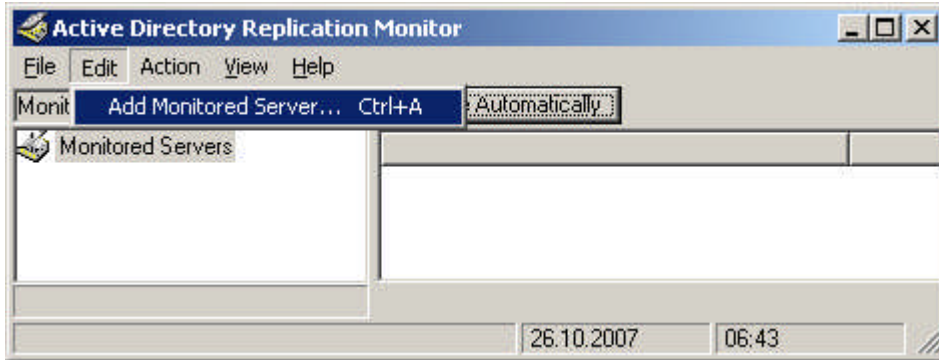 Active Directory Replication Monitor
File Edit Action View Help
Monit Add Monitored Server... Ctrl+A Automatically
Monitored Servers
26.10.2007 06:43